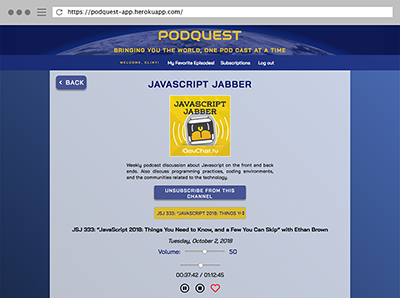 https://podquest-app.herokuapp.com/
PODQUEST
BRINGING YOU THE WORLD, ONE POD CAST AT A TIME
WELCOME, CLINT! My Favorite Episodes! Subscriptions Log out
< BACK
JAVASCRIPT JABBER
JAVASCRIPT
JABBER
DevChat.tv
Weekly podcast discussion about Javascript on the front and back
ends. Also discuss programming practices, coding environments,
and the communities related to the technology.
UNSUBSCRIBE FROM THIS
CHANNEL
JSJ 333: "JAVASCRIPT 2018: THINGS Y
JSJ 333: "JavaScript 2018: Things You Need to Know, and a Few You Can Skip" with Ethan Brown
Tuesday, October 2, 2018
Volume: 50
00:37:42 / 01:12:45